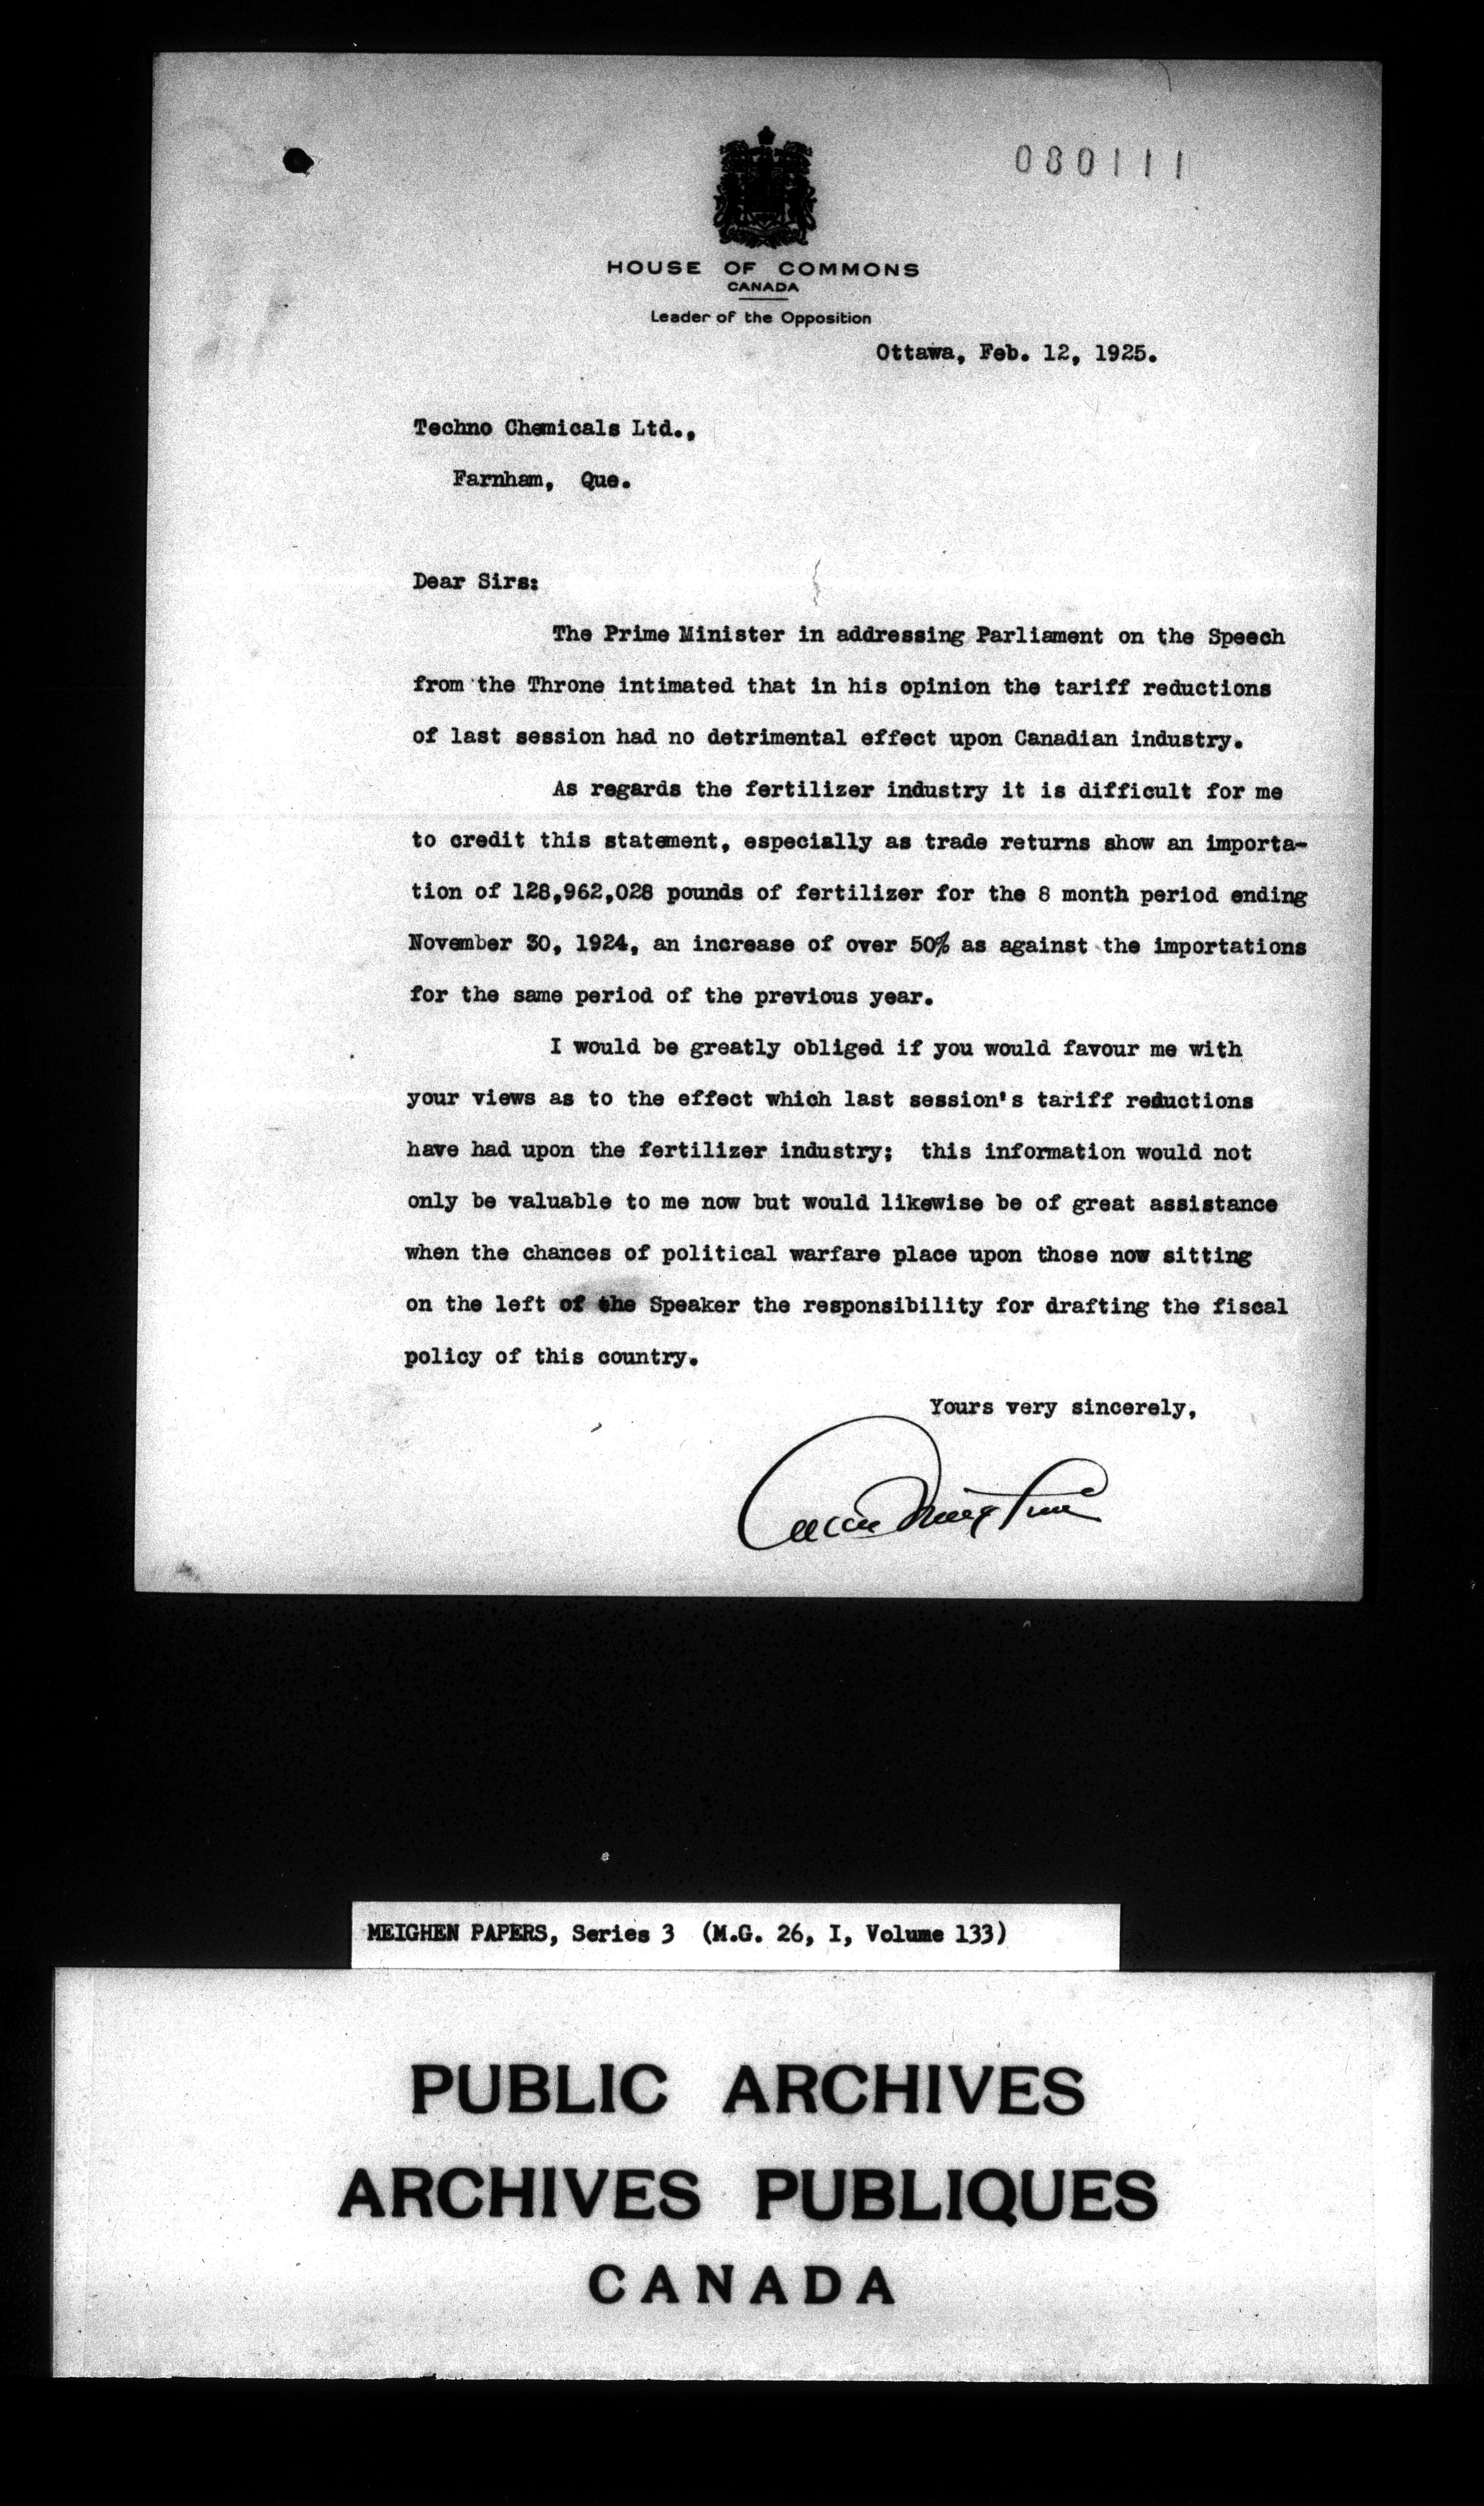 080111
HOUSE OF COMMONS
CANADA
Leader of the Opposition
Ottawa, Feb. 12, 1925.
Techno Chemicals Ltd.,
Farnham, Que.
Dear Sirs:
The Prime Minister in addressing Parliament on the Speech
from the Throne intimated that in his opinion the tariff reductions
of last session had no detrimental effect upon Canadian industry.
As regards the fertilizer industry it is difficult for me
to credit this statement, especially as trade returns show an importa-
tion of 128,962,028 pounds of fertilizer for the 8 month period ending
November 30, 1924, an increase of over 50% as against the importations
for the same period of the previous year.
I would be greatly obliged if you would favour me with
your views as to the effect which last session's tariff reductions
have had upon the fertilizer industry; this information would not
only be valuable to me now but would likewise be of great assistance
when the chances of political warfare place upon those now sitting
on the left of the Speaker the responsibility for drafting the fiscal
policy of this country.
Yours very sincerely,
MEIGHEN PAPERS, Series 3 (M.G. 26, I, Volume 133)
PUBLIC ARCHIVES
ARCHIVES PUBLIQUES
CANADA